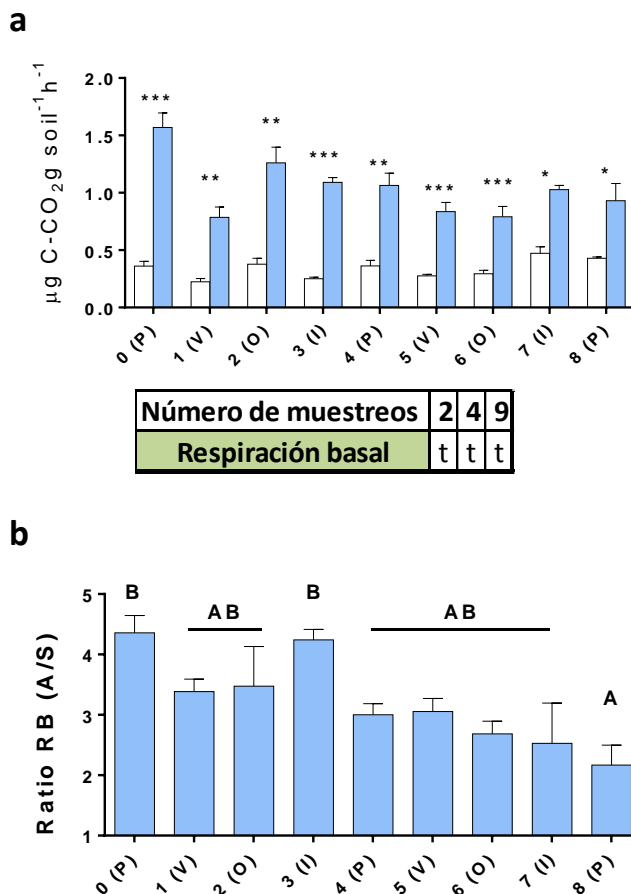 a
µg C-CO₂g soil⁻¹h⁻¹
2.0
1.5
1.0
0.5
0.0
*** ** ** *** ** *** *** * *
0 (P) 1 (V) 2 (O) 3 (I) 4 (P) 5 (V) 6 (O) 7 (I) 8 (P)
Número de muestreos 2 4 9
Respiración basal t t t
b
Ratio RB (A/S)
5
4
3
2
1
B AB B AB A
0 (P) 1 (V) 2 (O) 3 (I) 4 (P) 5 (V) 6 (O) 7 (I) 8 (P)